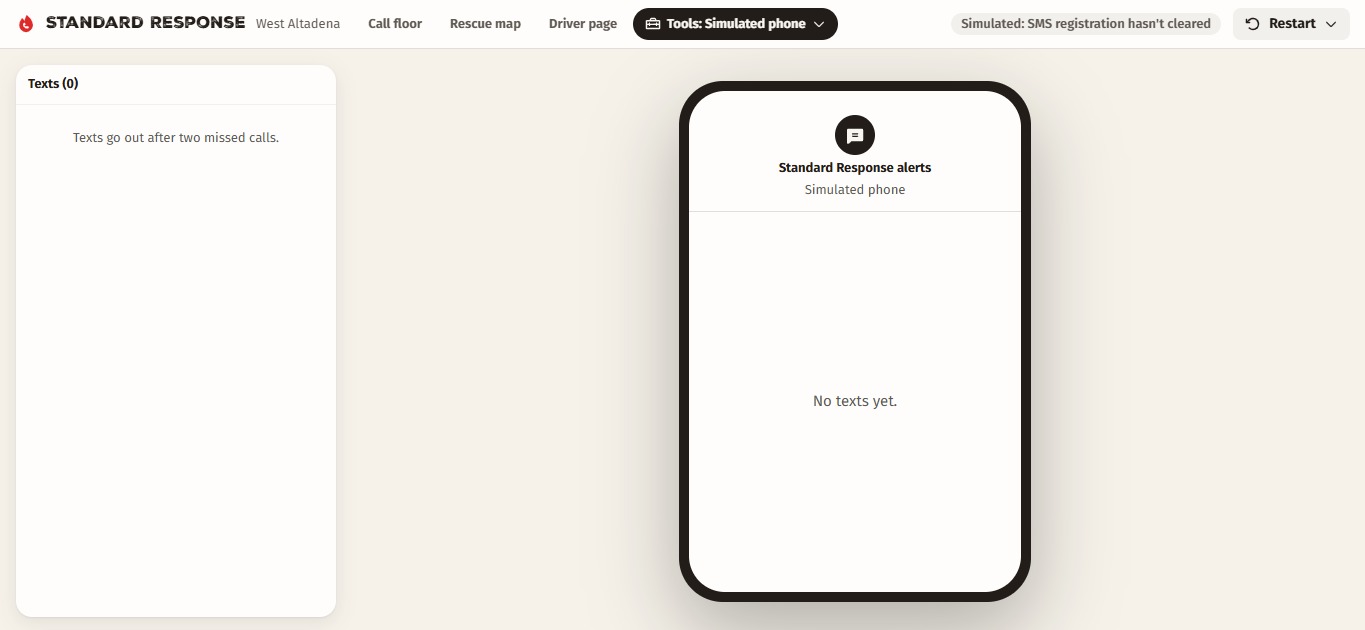 STANDARD RESPONSE West Altadena Call floor Rescue map Driver page Tools: Simulated phone Simulated: SMS registration hasn't cleared Restart
Texts (0)
Texts go out after two missed calls.
Standard Response alerts
Simulated phone
No texts yet.